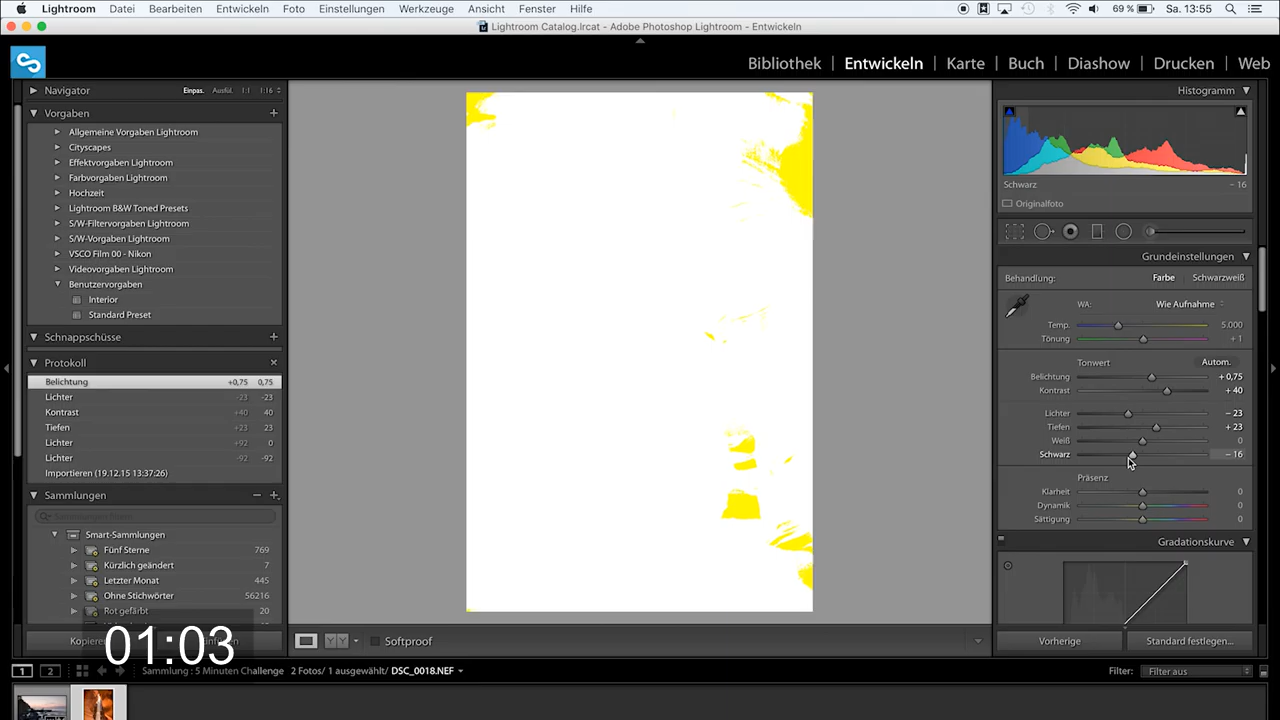 Lightroom Datei Bearbeiten Entwickeln Foto Einstellungen Werkzeuge Ansicht Fenster Hilfe 69 % Sa. 13:55
Lightroom Catalog.lrcat - Adobe Photoshop Lightroom - Entwickeln
Bibliothek Entwickeln Karte Buch Diashow Drucken Web
Navigator Einpas. Ausfül. 1:1 1:16
Vorgaben
Allgemeine Vorgaben Lightroom
Cityscapes
Effektvorgaben Lightroom
Farbvorgaben Lightroom
Hochzeit
Lightroom B&W Toned Presets
S/W-Filtervorgaben Lightroom
S/W-Vorgaben Lightroom
VSCO Film 00 - Nikon
Videovorgaben Lightroom
Benutzervorgaben
Interior
Standard Preset
Schnappschüsse
Protokoll
Belichtung +0,75 0,75
Lichter -23 -23
Kontrast +40 40
Tiefen +23 23
Lichter +92 0
Lichter -92 -92
Importieren (19.12.15 13:37:26)
Sammlungen
Smart-Sammlungen
Fünf Sterne 769
Kürzlich geändert 7
Letzter Monat 445
Ohne Stichwörter 56216
Rot gefärbt 20
01:03
Softproof
Histogramm
Schwarz – 16
Originalfoto
Grundeinstellungen
Behandlung: Farbe Schwarzweiß
WA: Wie Aufnahme
Temp. 5.000
Tönung + 1
Tonwert Autom.
Belichtung + 0,75
Kontrast + 40
Lichter – 23
Tiefen + 23
Weiß 0
Schwarz – 16
Präsenz
Klarheit 0
Dynamik 0
Sättigung 0
Gradationskurve
Vorherige Standard festlegen...
1 2 Sammlung : 5 Minuten Challenge 2 Fotos/ 1 ausgewählt/ DSC_0018.NEF Filter: Filter aus